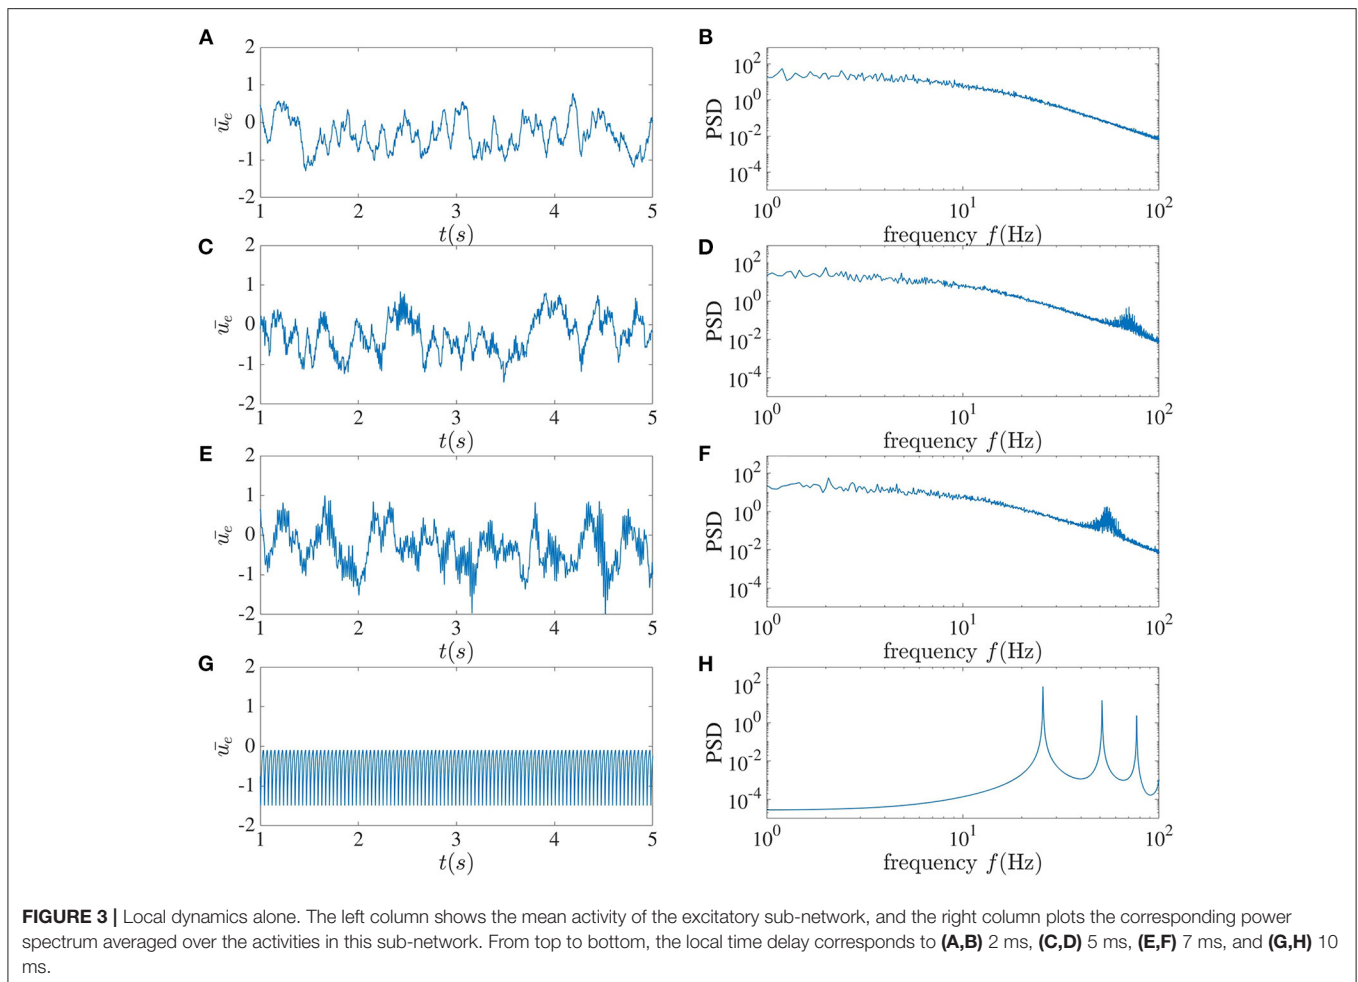 A
B
2
1
0
-1
-2
ū_e
1 2 3 4 5
t(s)
10^2
10^0
10^-2
10^-4
PSD
10^0 10^1 10^2
frequency f(Hz)
C
D
2
1
0
-1
-2
ū_e
1 2 3 4 5
t(s)
10^2
10^0
10^-2
10^-4
PSD
10^0 10^1 10^2
frequency f(Hz)
E
F
2
1
0
-1
-2
ū_e
1 2 3 4 5
t(s)
10^2
10^0
10^-2
10^-4
PSD
10^0 10^1 10^2
frequency f(Hz)
G
H
2
1
0
-1
-2
ū_e
1 2 3 4 5
t(s)
10^2
10^0
10^-2
10^-4
PSD
10^0 10^1 10^2
frequency f(Hz)
FIGURE 3 | Local dynamics alone. The left column shows the mean activity of the excitatory sub-network, and the right column plots the corresponding power
spectrum averaged over the activities in this sub-network. From top to bottom, the local time delay corresponds to (A,B) 2 ms, (C,D) 5 ms, (E,F) 7 ms, and (G,H) 10
ms.